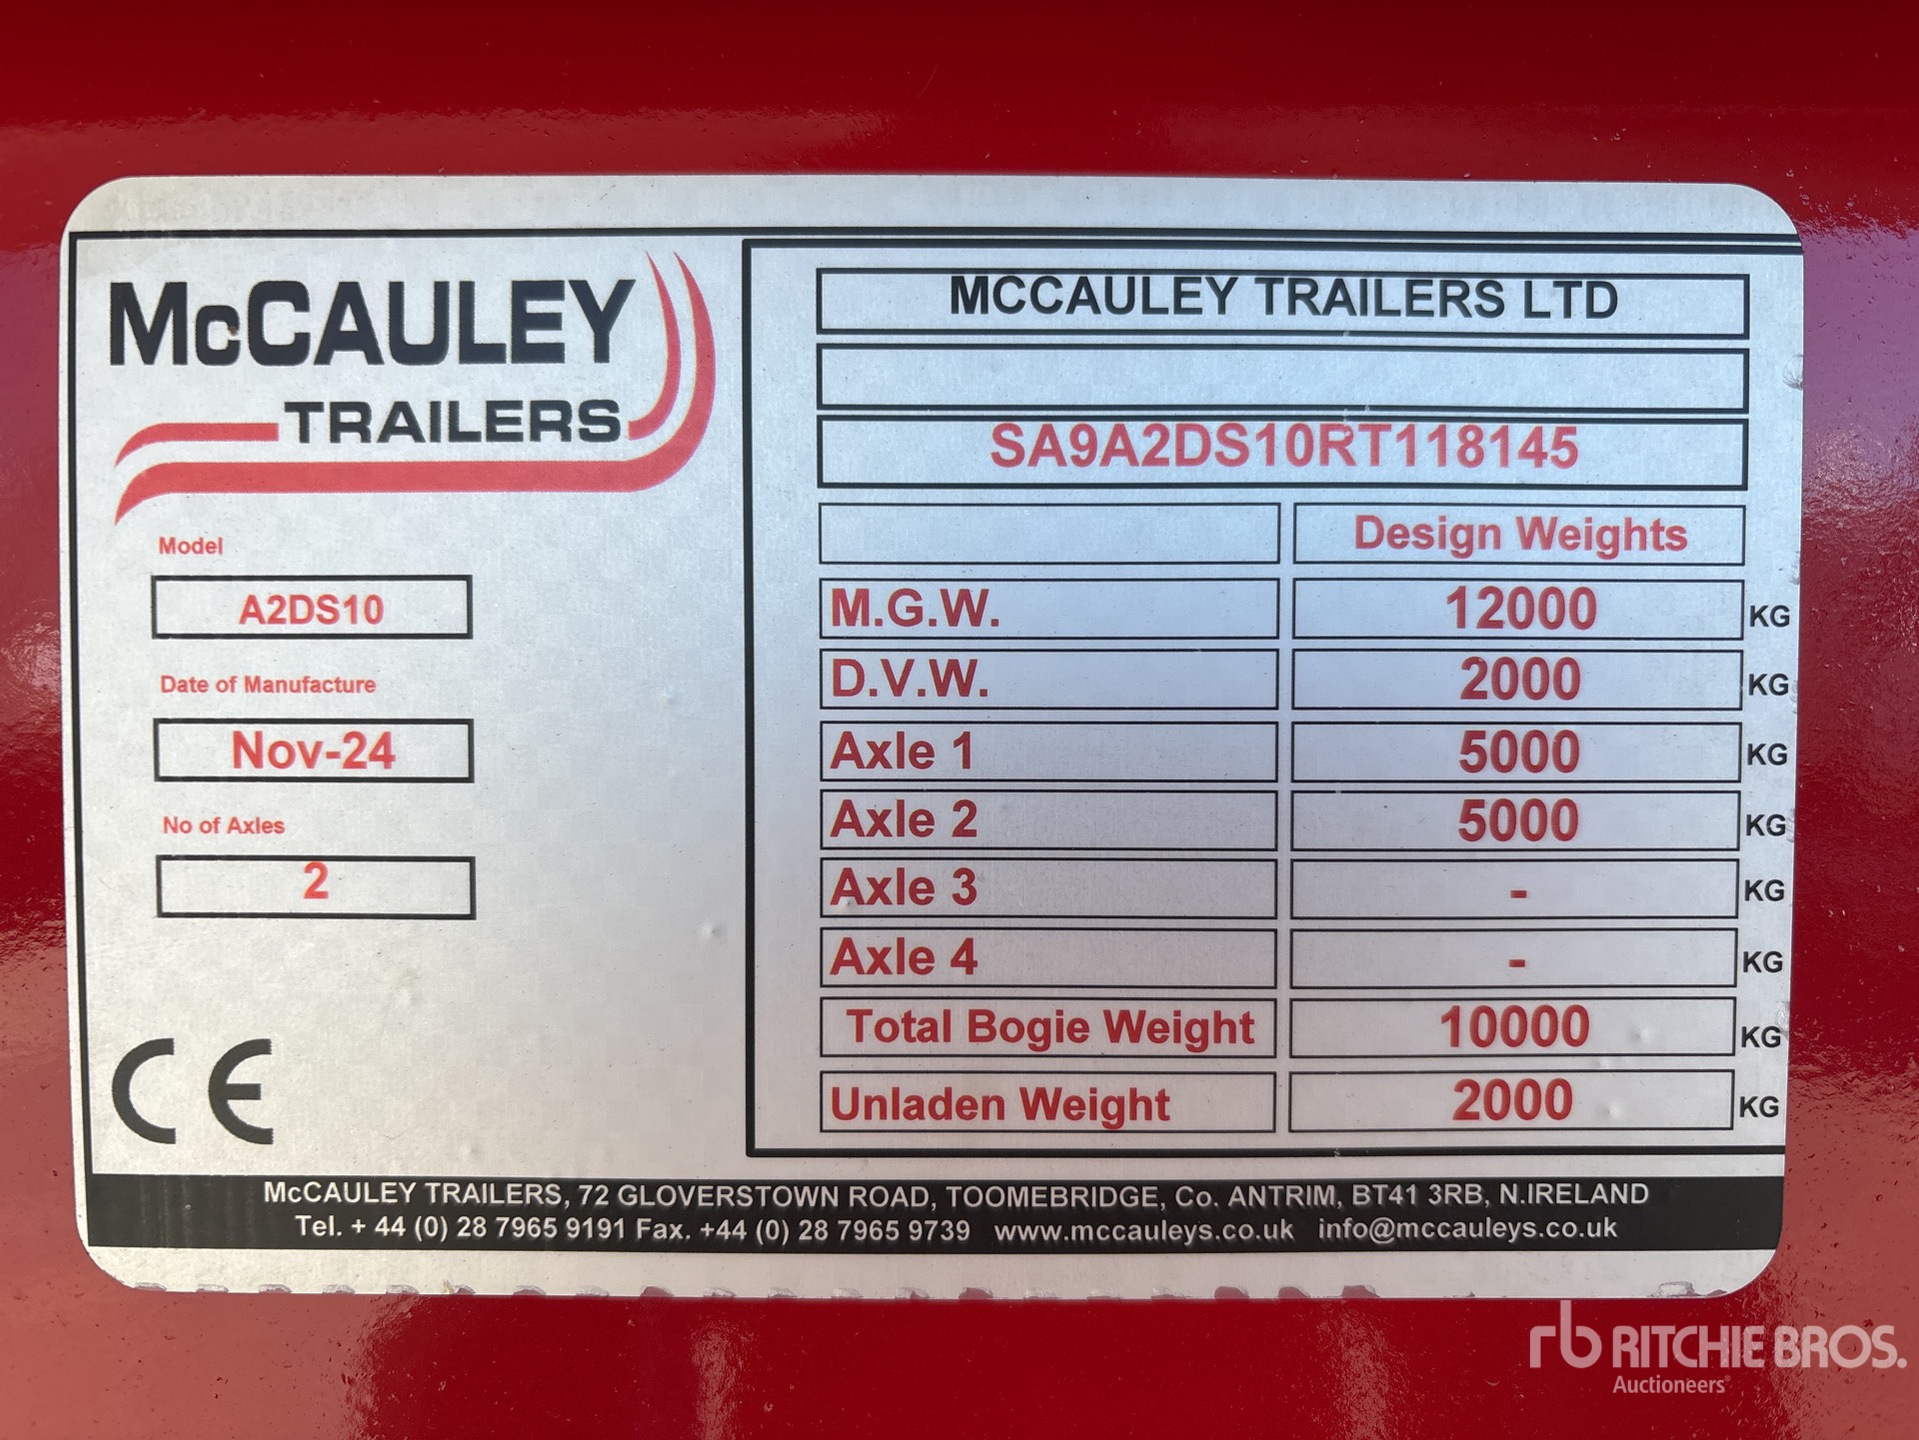 McCAULEY
TRAILERS
Model
A2DS10
Date of Manufacture
Nov-24
No of Axles
2
CE
MCCAULEY TRAILERS LTD
SA9A2DS10RT118145
Design Weights
M.G.W. 12000 KG
D.V.W. 2000 KG
Axle 1 5000 KG
Axle 2 5000 KG
Axle 3 - KG
Axle 4 - KG
Total Bogie Weight 10000 KG
Unladen Weight 2000 KG
McCAULEY TRAILERS, 72 GLOVERSTOWN ROAD, TOOMEBRIDGE, Co. ANTRIM, BT41 3RB, N.IRELAND
Tel. + 44 (0) 28 7965 9191 Fax. +44 (0) 28 7965 9739 www.mccauleys.co.uk info@mccauleys.co.uk
rb RITCHIE BROS.
Auctioneers